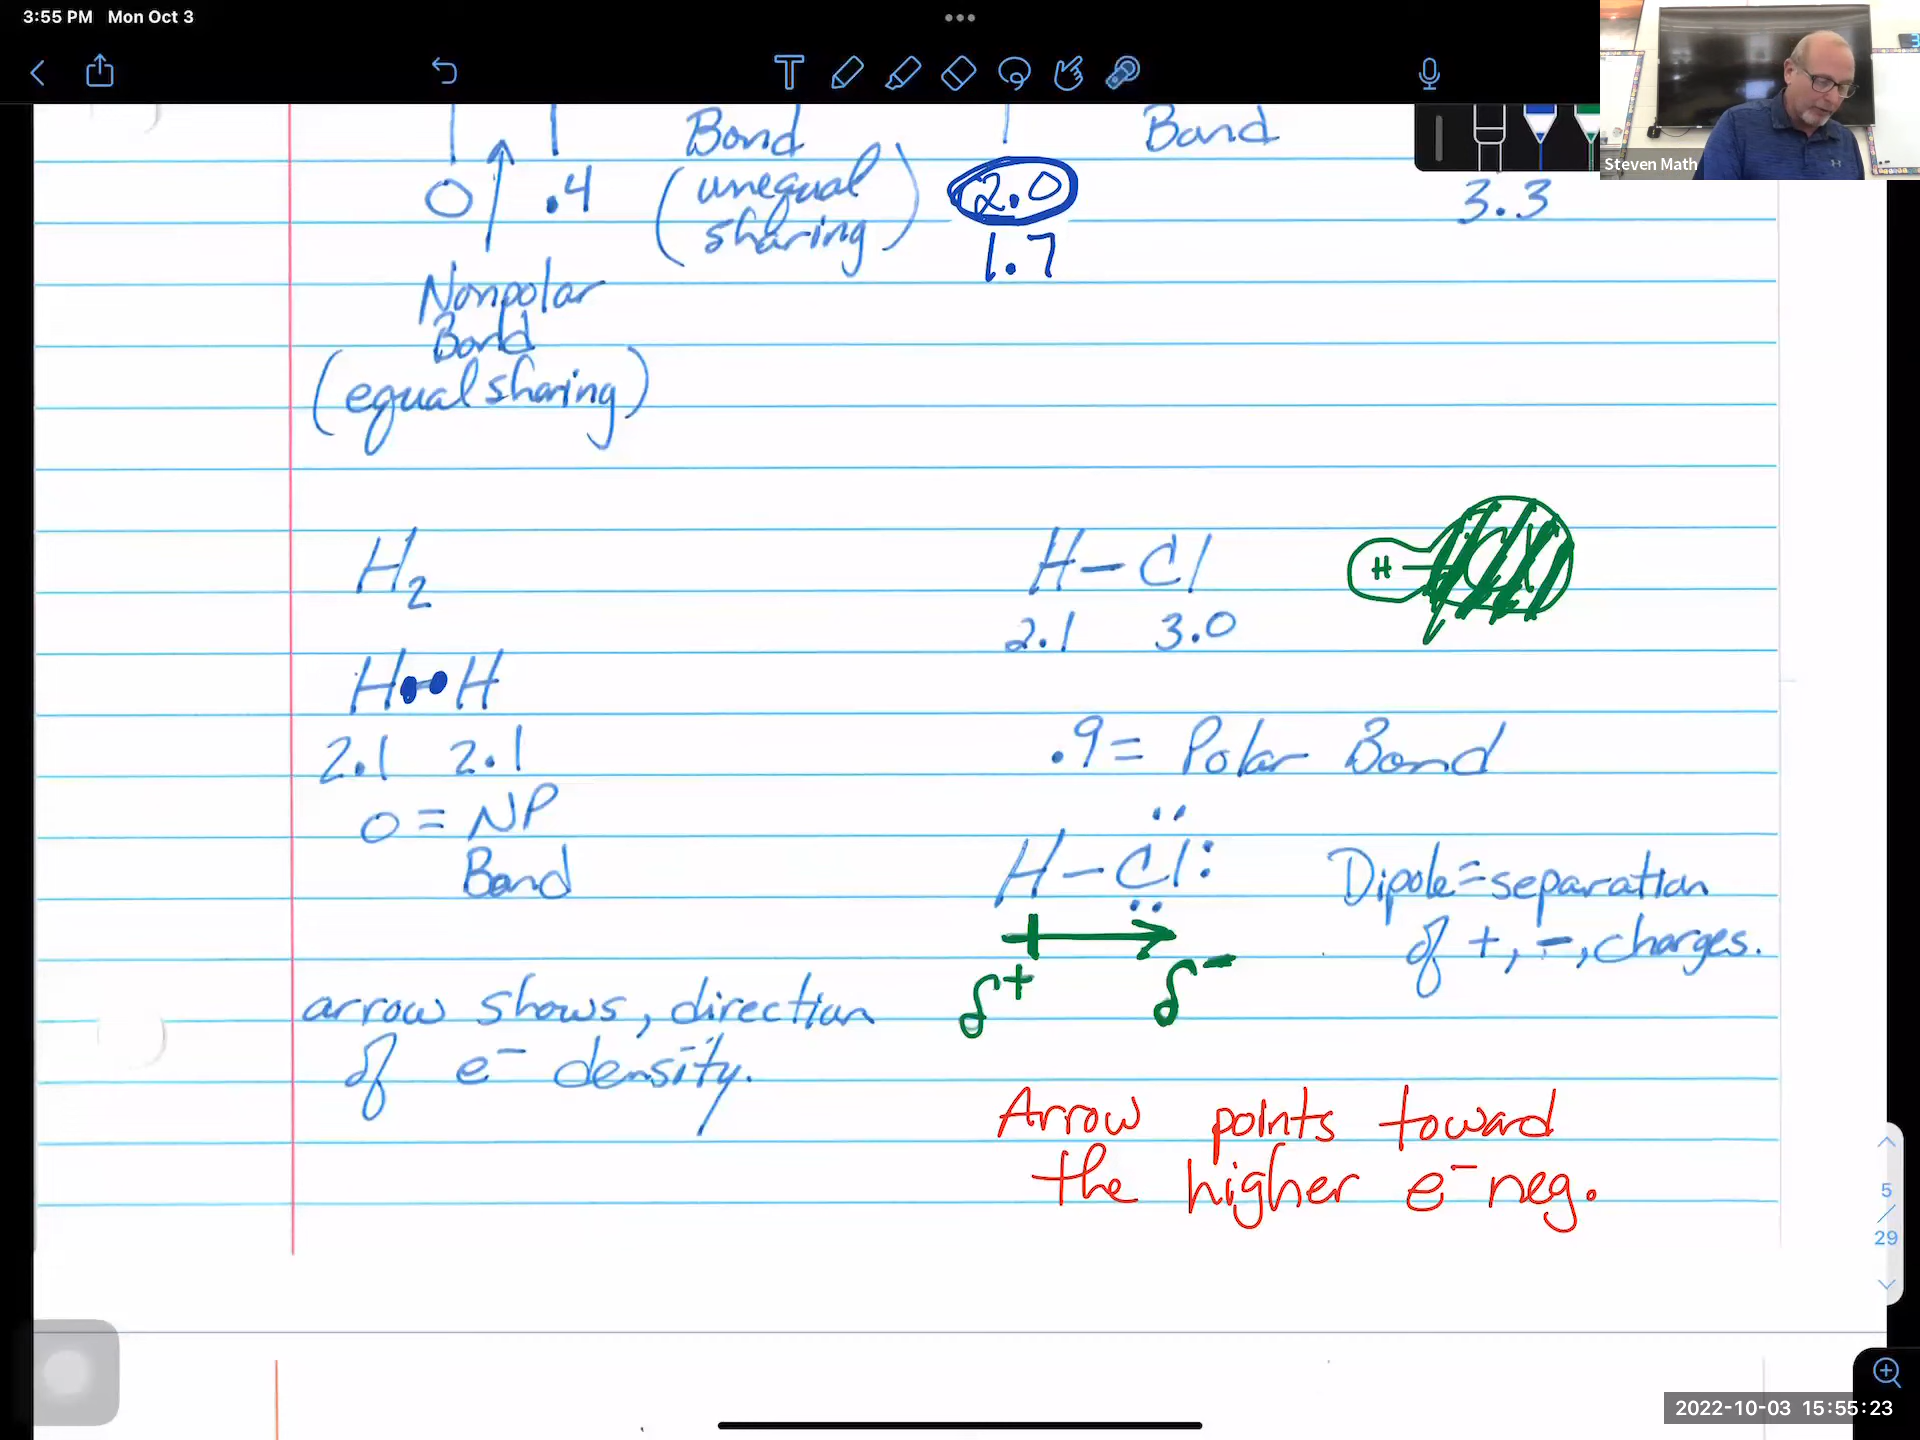 3:55 PM Mon Oct 3
Steven Math
Bond
Bond
0 .4
(unequal
sharing)
2.0
1.7
3.3
Nonpolar
Bond
(equal sharing)
H2
H-Cl
H-Cl
2.1 3.0
H H
2.1 2.1
.9 = Polar Bond
0 = NP
Bond
H-Cl:
Dipole = separation
of +, -, charges.
δ+ δ-
arrow shows, direction
of e- density.
Arrow points toward
the higher e- neg.
5
/
29
2022-10-03 15:55:23